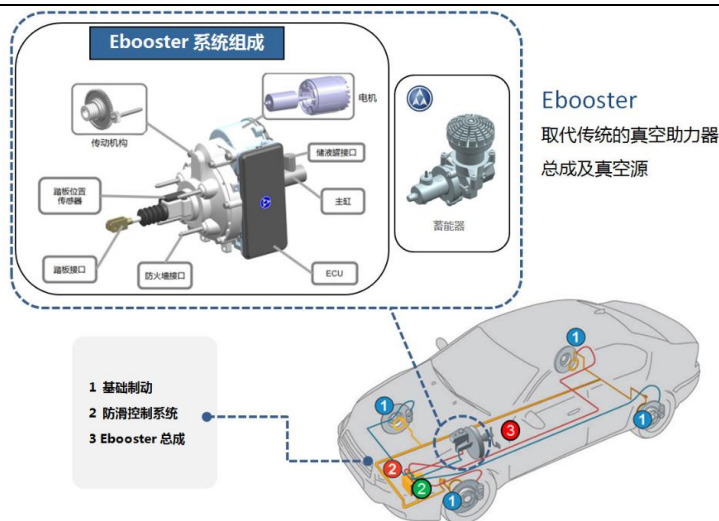 Ebooster 系统组成
传动机构
电机
储液罐接口
踏板位置
传感器
主缸
踏板接口
防火墙接口
ECU
蓄能器
Ebooster
取代传统的真空助力器
总成及真空源
1 基础制动
2 防滑控制系统
3 Ebooster 总成
1
1
1
1
2
2
3